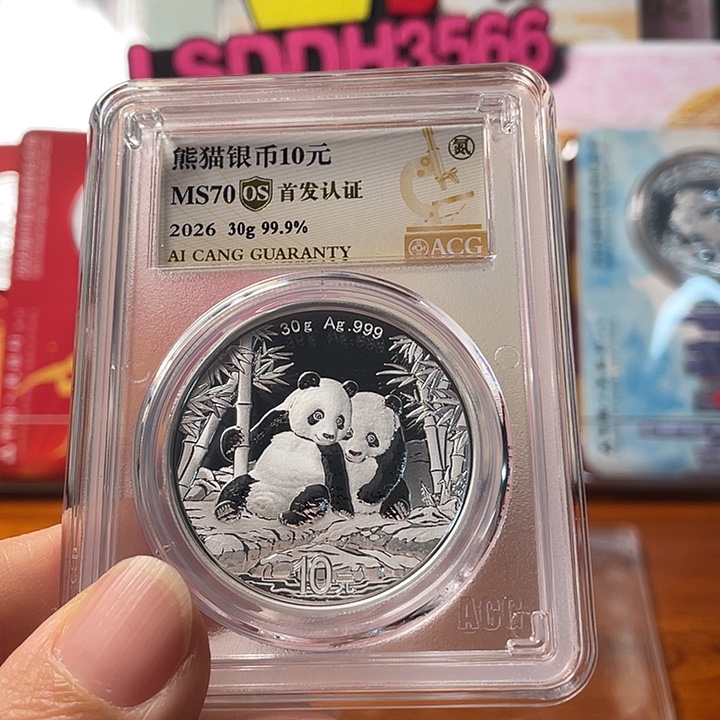 LSDDH3566
熊猫银币10元
氮
MS70 OS 首发认证
2026 30g 99.9%
AI CANG GUARANTY
ACG
30g Ag.999
10元
ACG